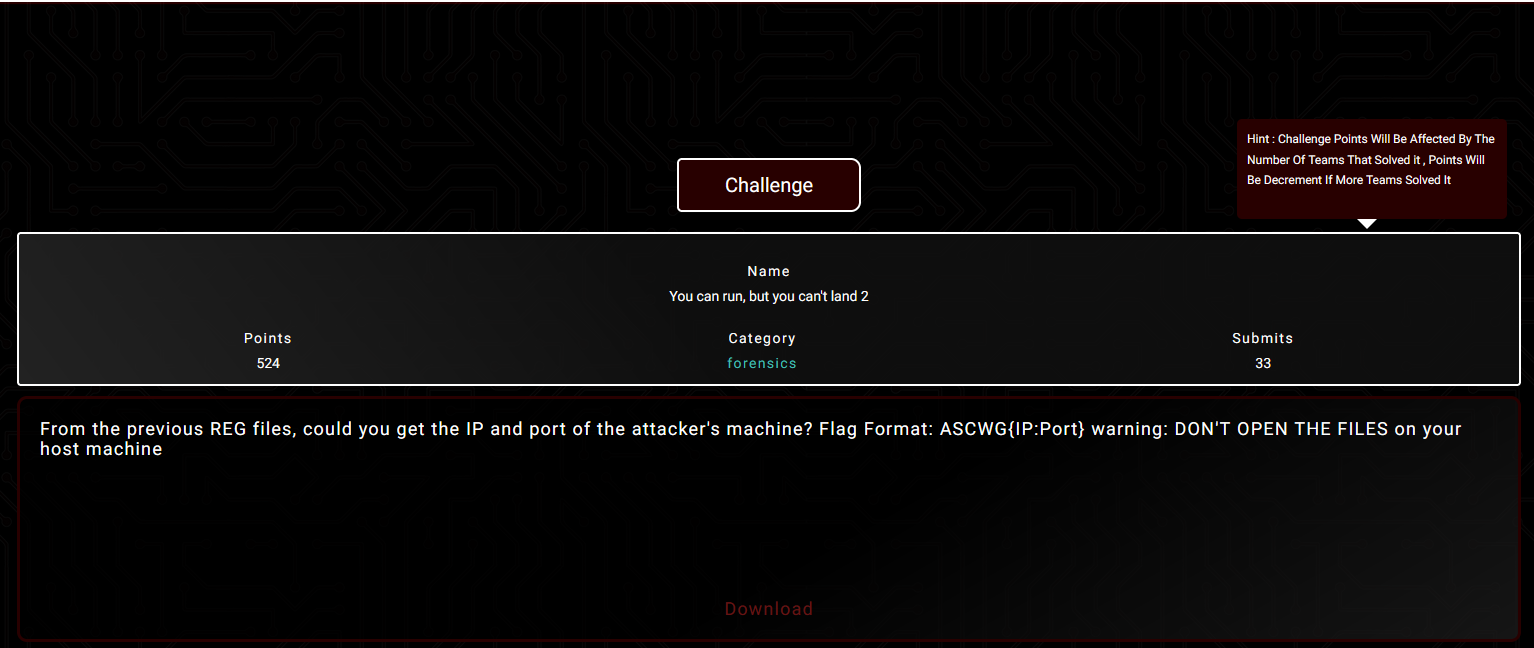 Hint : Challenge Points Will Be Affected By The
Number Of Teams That Solved it , Points Will
Be Decrement If More Teams Solved It
Challenge
Name
You can run, but you can't land 2
Points
Category
Submits
524
forensics
33
From the previous REG files, could you get the IP and port of the attacker's machine? Flag Format: ASCWG{IP:Port} warning: DON'T OPEN THE FILES on your
host machine
Download